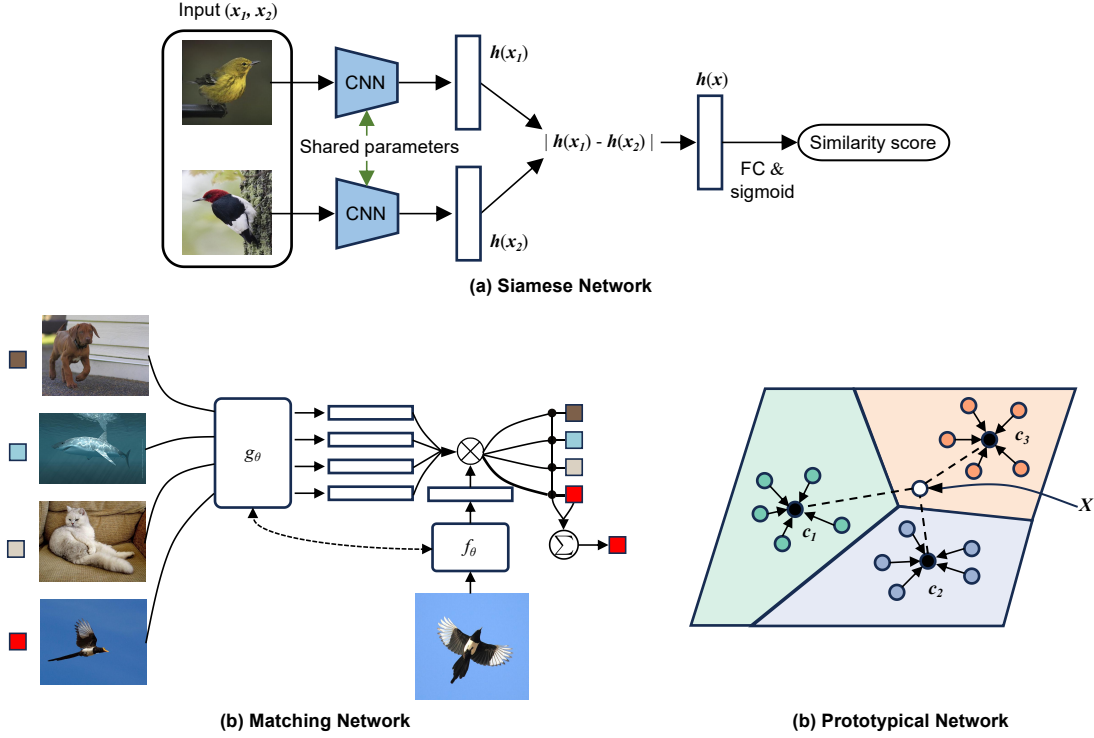 Input (x1, x2)
CNN
h(x1)
Shared parameters
CNN
h(x2)
| h(x1) - h(x2) |
h(x)
FC &
sigmoid
Similarity score
(a) Siamese Network
gθ
fθ
∑
(b) Matching Network
c1
c2
c3
X
(b) Prototypical Network